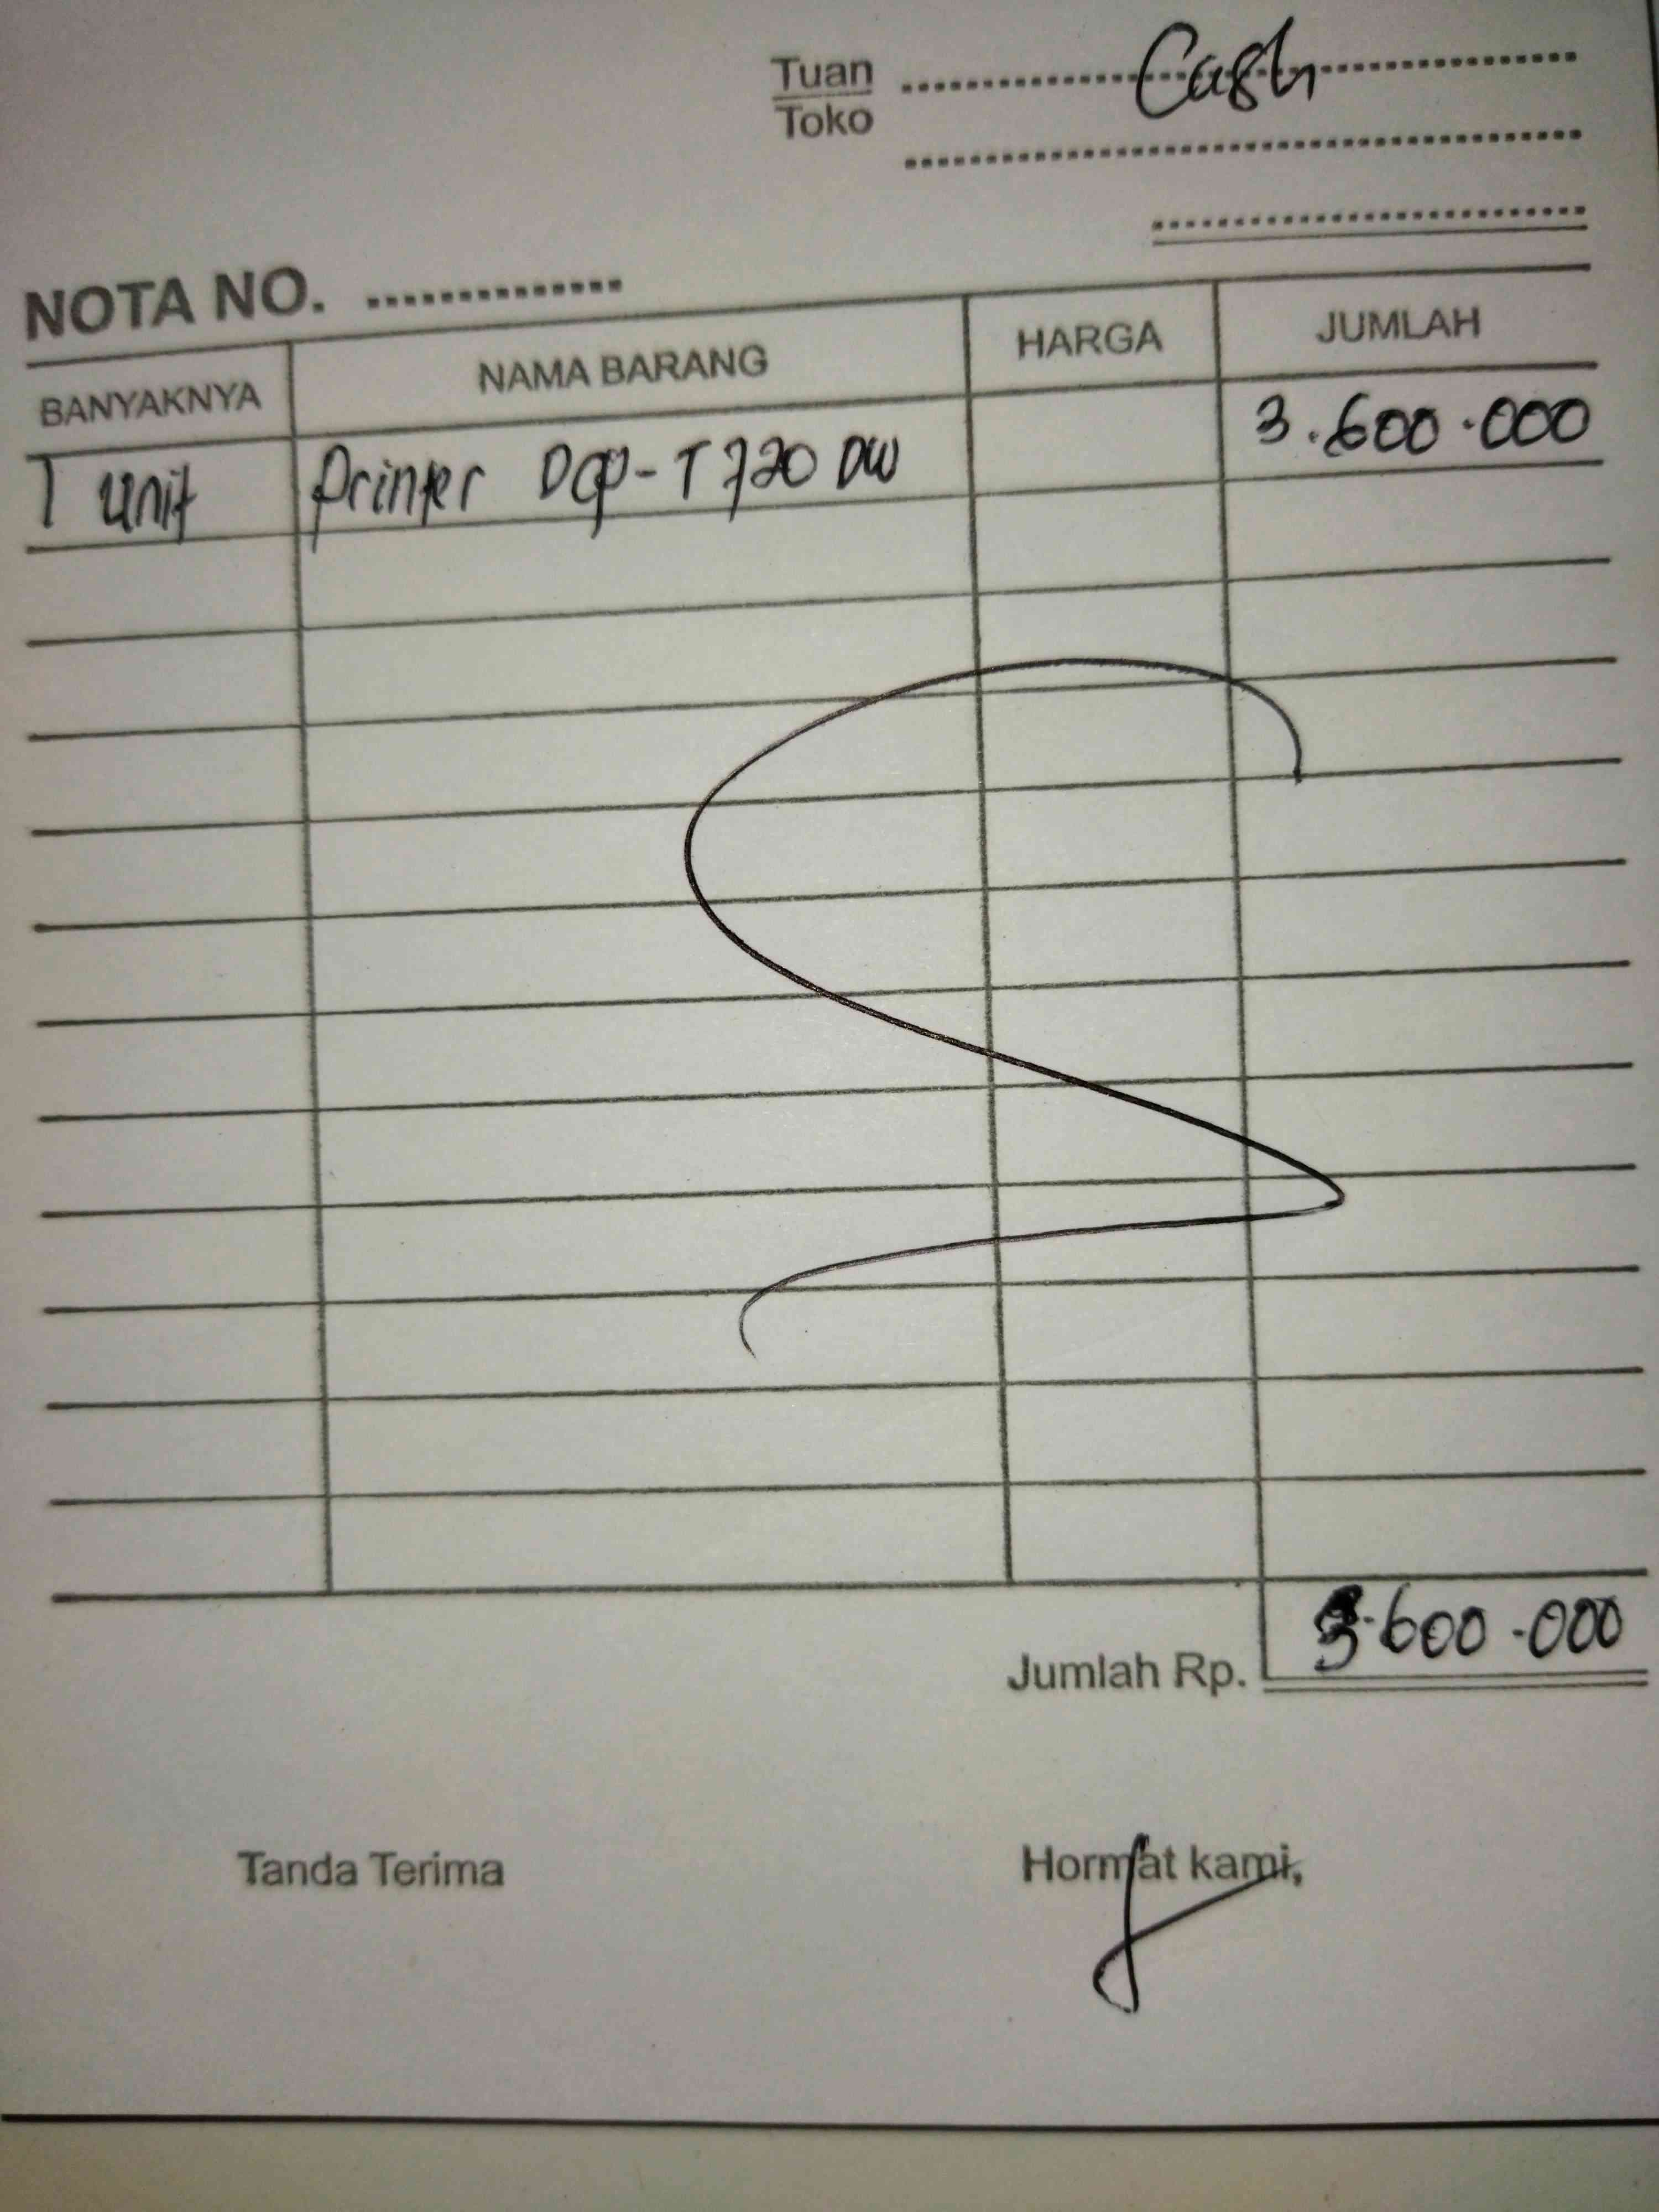 Tuan Cash
Toko
NOTA NO.
BANYAKNYA NAMA BARANG HARGA JUMLAH
1 unit Printer DCP-T720 DW 3.600.000
Jumlah Rp. 3.600.000
Tanda Terima Hormat kami,